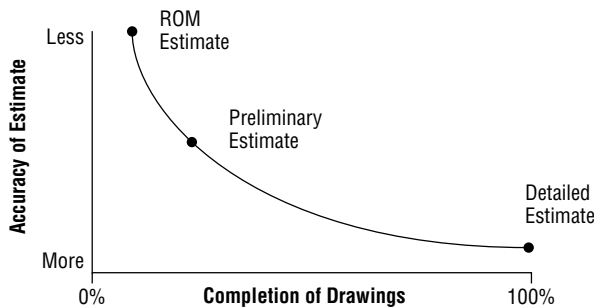 ROM
Estimate
Less
Preliminary
Estimate
Accuracy of Estimate
Detailed
Estimate
More
0%
Completion of Drawings
100%